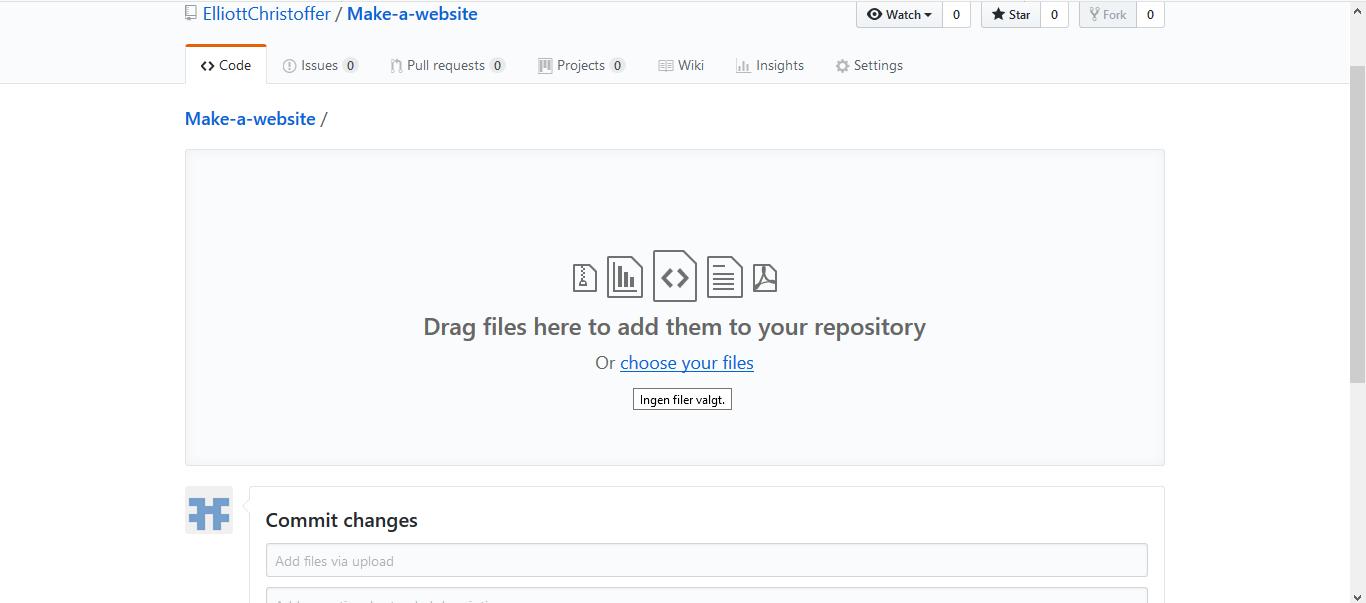 ElliottChristoffer / Make-a-website
Watch 0 Star 0 Fork 0
Code Issues 0 Pull requests 0 Projects 0 Wiki Insights Settings
Make-a-website /
Drag files here to add them to your repository
Or choose your files
Ingen filer valgt.
Commit changes
Add files via upload